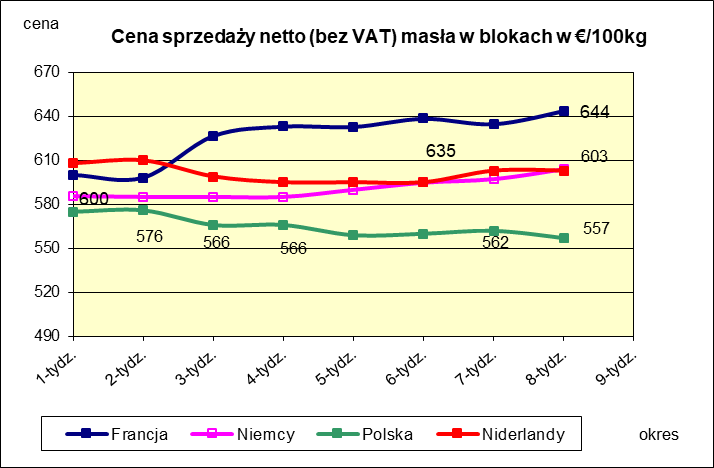 cena
Cena sprzedaży netto (bez VAT) masła w blokach w €/100kg
670
640
610
580
550
520
490
644
635
603
600
576
566
566
562
557
1-tydz.
2-tydz.
3-tydz.
4-tydz.
5-tydz.
6-tydz.
7-tydz.
8-tydz.
9-tydz.
Francja Niemcy Polska Niderlandy
okres